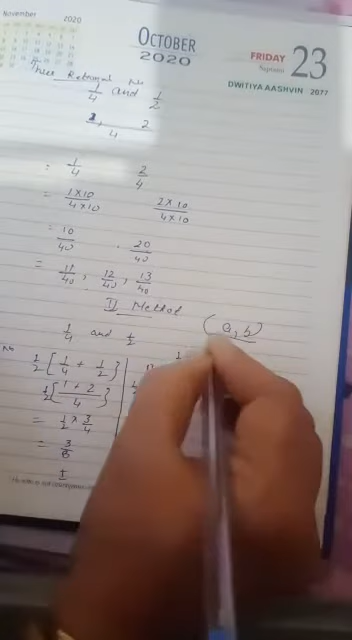 November 2020
OCTOBER
2020
FRIDAY 23
DWITIYA AASHVIN - 2077
Three Rational No
1/4 and 1/2
4 2
= 1/4 2/4
= 1×10/4×10 2×10/4×10
= 10/40 , 20/40
= 11/40 , 12/40 , 13/40
II Method
1/4 and 1/2 (a, b)
1/2 [1/4 + 1/2}
1/2 {1+2/4}
= 1/2 × 3/4
= 3/8